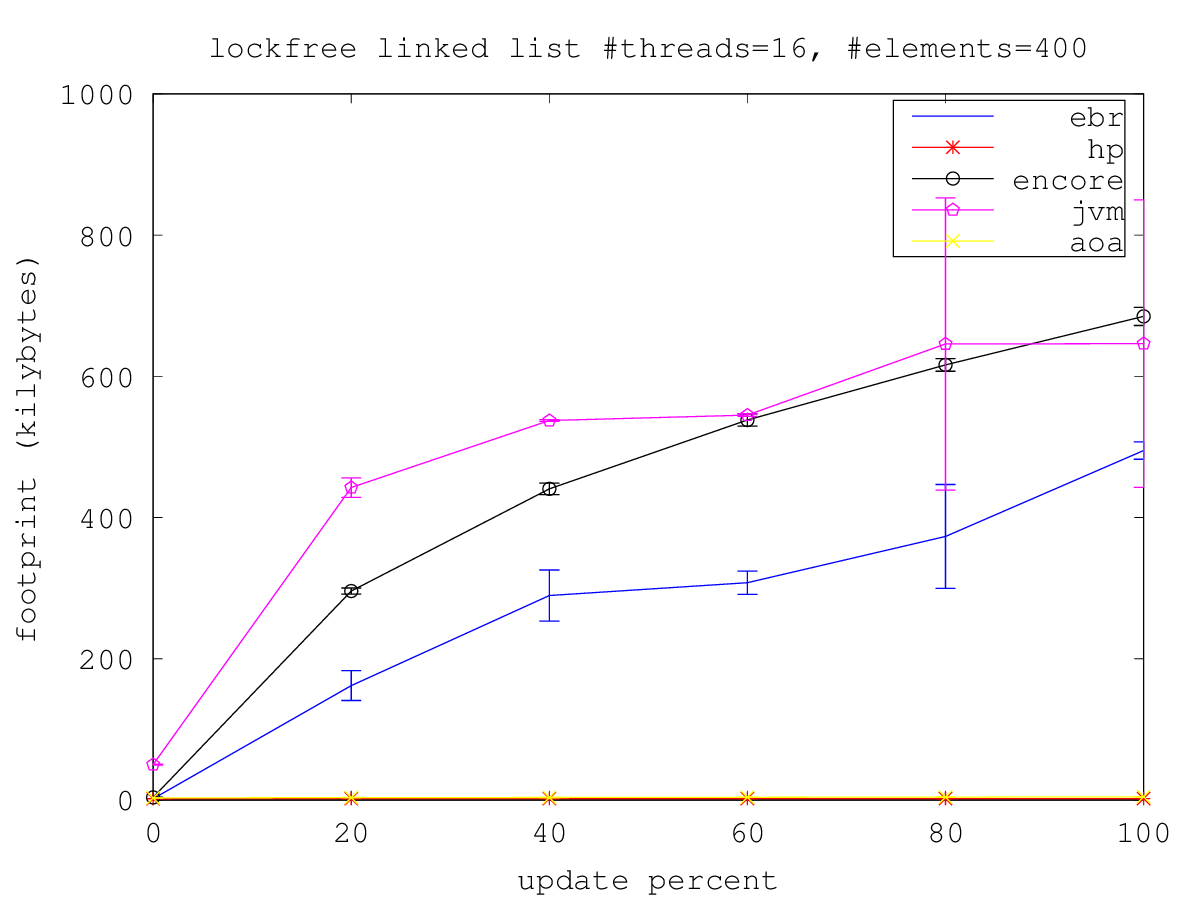 lockfree linked list #threads=16, #elements=400
1000
800
600
400
200
0
footprint (kilybytes)
ebr
hp
encore
jvm
aoa
0 20 40 60 80 100
update percent